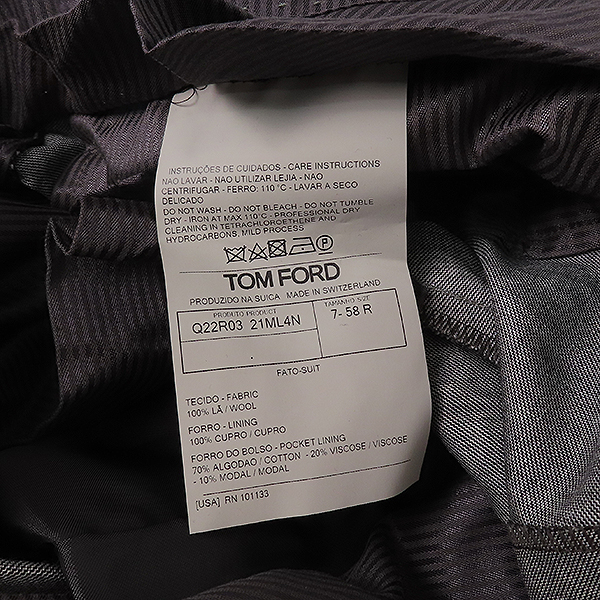 INSTRUÇÕES DE CUIDADOS - CARE INSTRUCTIONS
NAO LAVAR - NAO UTILIZAR LEJIA - NAO
CENTRIFUGAR - FERRO: 110°C - LAVAR A SECO
DELICADO
DO NOT WASH - DO NOT BLEACH - DO NOT TUMBLE
DRY - IRON AT MAX 110°C - PROFESSIONAL DRY
CLEANING IN TETRACHLOROETHENE AND
HYDROCARBONS, MILD PROCESS
P
TOM FORD
PRODUZIDO NA SUICA MADE IN SWITZERLAND
PRODUTO PRODUCT TAMANHO SIZE
Q22R03 21ML4N 7- 58 R
FATO-SUIT
TECIDO - FABRIC
100% LÃ / WOOL
FORRO - LINING
100% CUPRO / CUPRO
FORRO DO BOLSO - POCKET LINING
70% ALGODAO / COTTON - 20% VISCOSE / VISCOSE
- 10% MODAL / MODAL
[USA] RN 101133